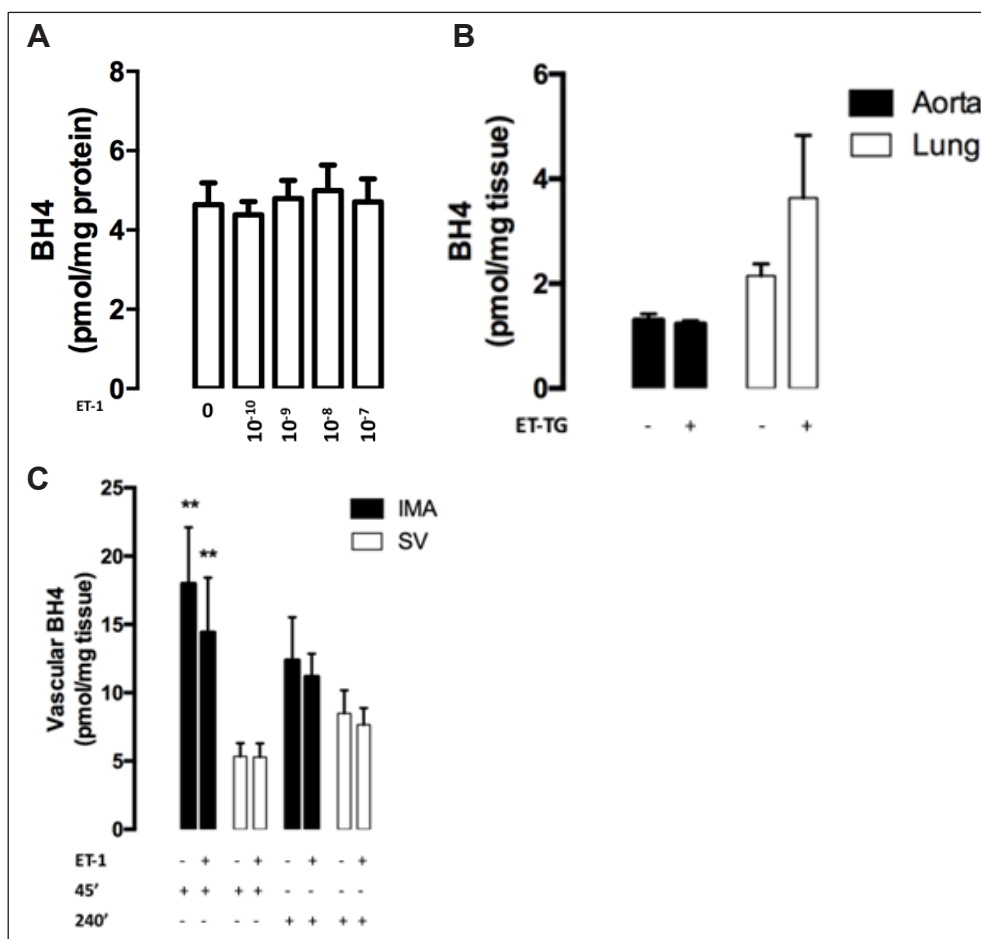 A
8
6
4
2
0
BH4
(pmol/mg protein)
ET-1
0
10-10
10-9
10-8
10-7
B
6
4
2
0
BH4
(pmol/mg tissue)
Aorta
Lung
ET-TG - + - +
C
25
20
15
10
5
0
Vascular BH4
(pmol/mg tissue)
** **
IMA
SV
ET-1 - + - + - + - +
45' + + + + - - - -
240' - - - - + + + +